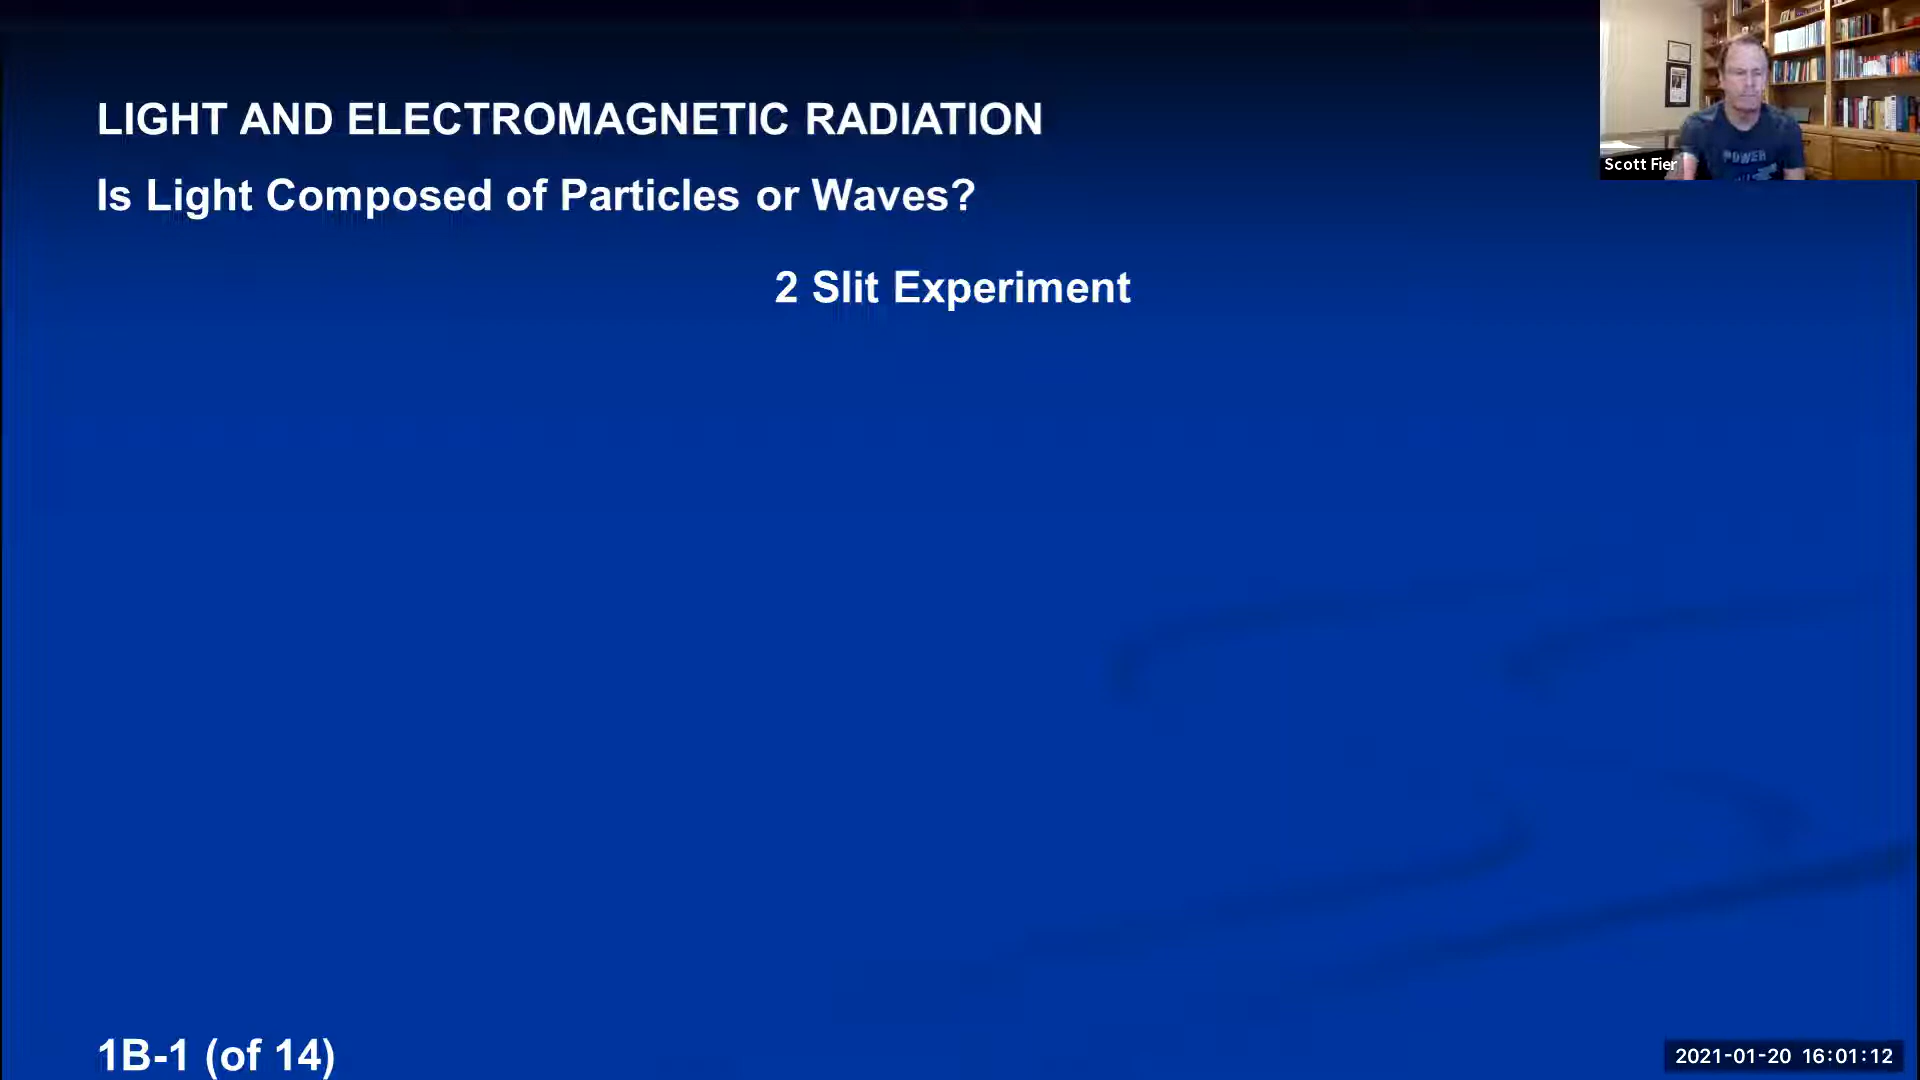 LIGHT AND ELECTROMAGNETIC RADIATION
Is Light Composed of Particles or Waves?
2 Slit Experiment
Scott Fier
POWER
1B-1 (of 14)
2021-01-20 16:01:12